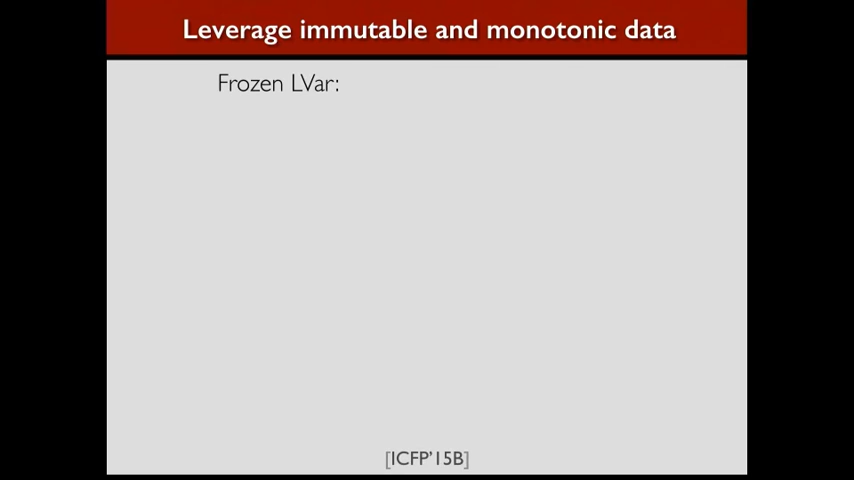 Leverage immutable and monotonic data
Frozen LVar:
[ICFP'15B]